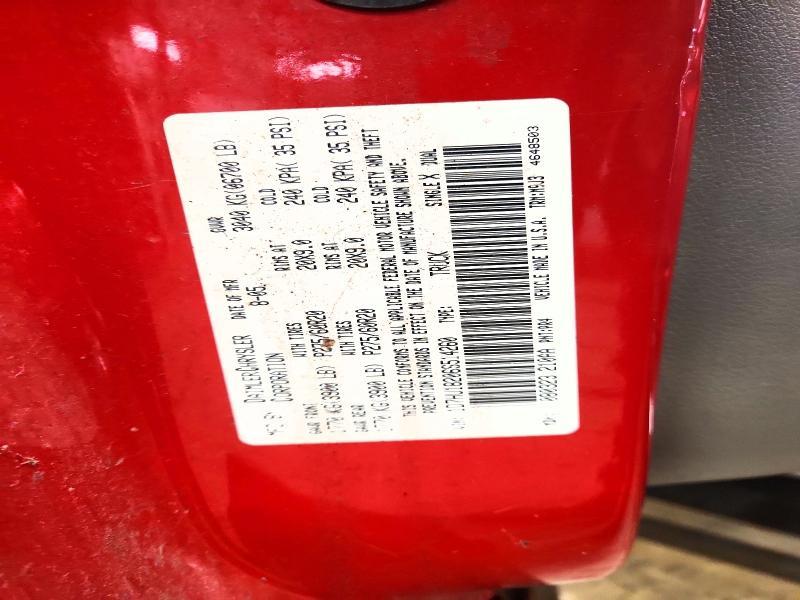 MFD BY DAIMLERCHRYSLER CORPORATION
DATE OF MFR 8-05
GVWR 3040 KG(06700 LB)
GAWR FRONT WITH TIRES RIMS AT COLD
1770 KG(3900 LB) P275/60R20 20X9.0 240 KPA( 35 PSI)
GAWR REAR WITH TIRES RIMS AT COLD
1770 KG(3900 LB) P275/60R20 20X9.0 240 KPA( 35 PSI)
THIS VEHICLE CONFORMS TO ALL APPLICABLE FEDERAL MOTOR VEHICLE SAFETY AND THEFT
PREVENTION STANDARDS IN EFFECT ON THE DATE OF MANUFACTURE SHOWN ABOVE.
TYPE: TRUCK SINGLE X DUAL
VEHICLE MADE IN U.S.A. 4648503